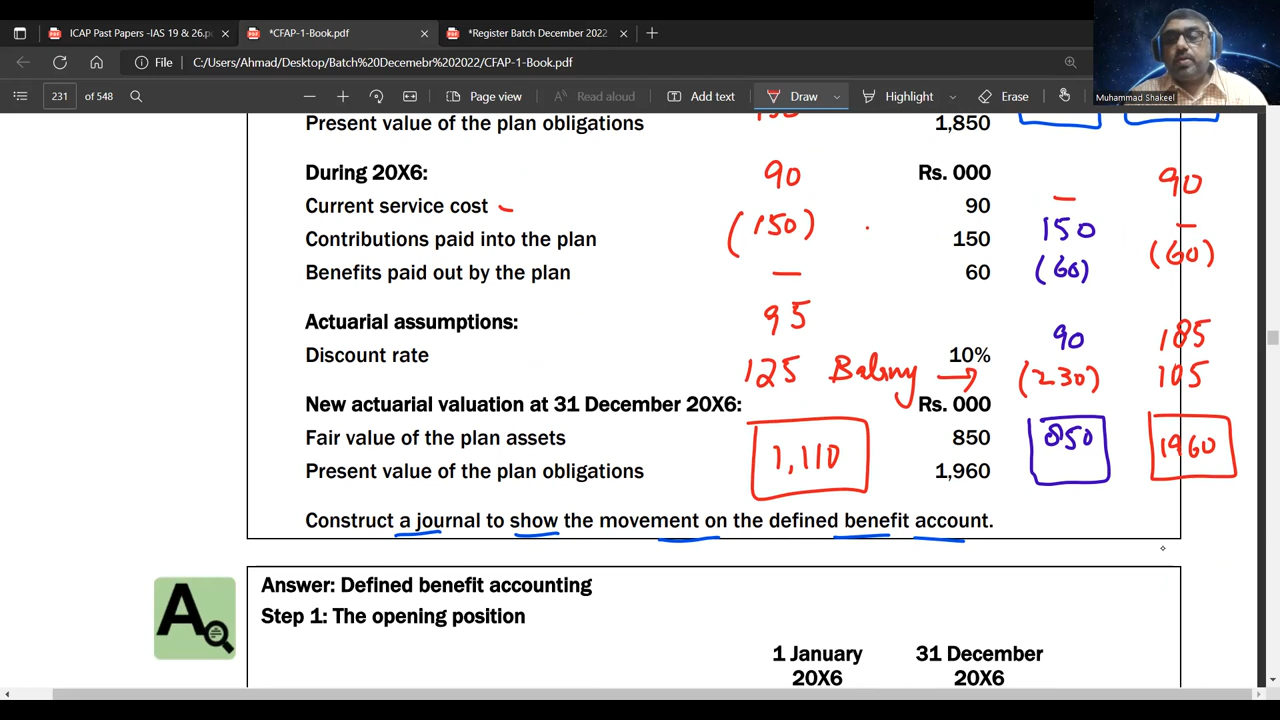 ICAP Past Papers -IAS 19 & 26.pd
*CFAP-1-Book.pdf
*Register Batch December 2022
File C:/Users/Ahmad/Desktop/Batch%20Decemebr%202022/CFAP-1-Book.pdf
231 of 548 Page view Read aloud Add text Draw Highlight Erase
Muhammad Shakeel
Present value of the plan obligations 1,850
During 20X6: 90 Rs. 000 90
Current service cost 90 –
Contributions paid into the plan (150) 150 150 –
Benefits paid out by the plan – 60 (60) (60)
Actuarial assumptions: 95
Discount rate 10% 90 185
125 → (230) 105
New actuarial valuation at 31 December 20X6: Rs. 000
Fair value of the plan assets 1,110 850 850 1960
Present value of the plan obligations 1,960
Construct a journal to show the movement on the defined benefit account.
A
Answer: Defined benefit accounting
Step 1: The opening position
1 January 31 December
20X6 20X6